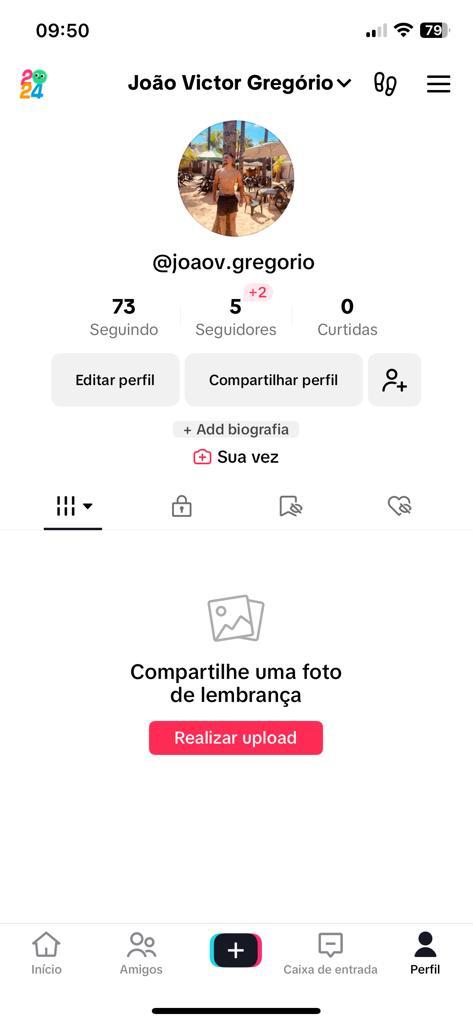 09:50
79
2024
João Victor Gregório
@joaov.gregorio
73
5
+2
0
Seguindo
Seguidores
Curtidas
Editar perfil
Compartilhar perfil
+ Add biografia
Sua vez
Compartilhe uma foto
de lembrança
Realizar upload
Início
Amigos
Caixa de entrada
Perfil